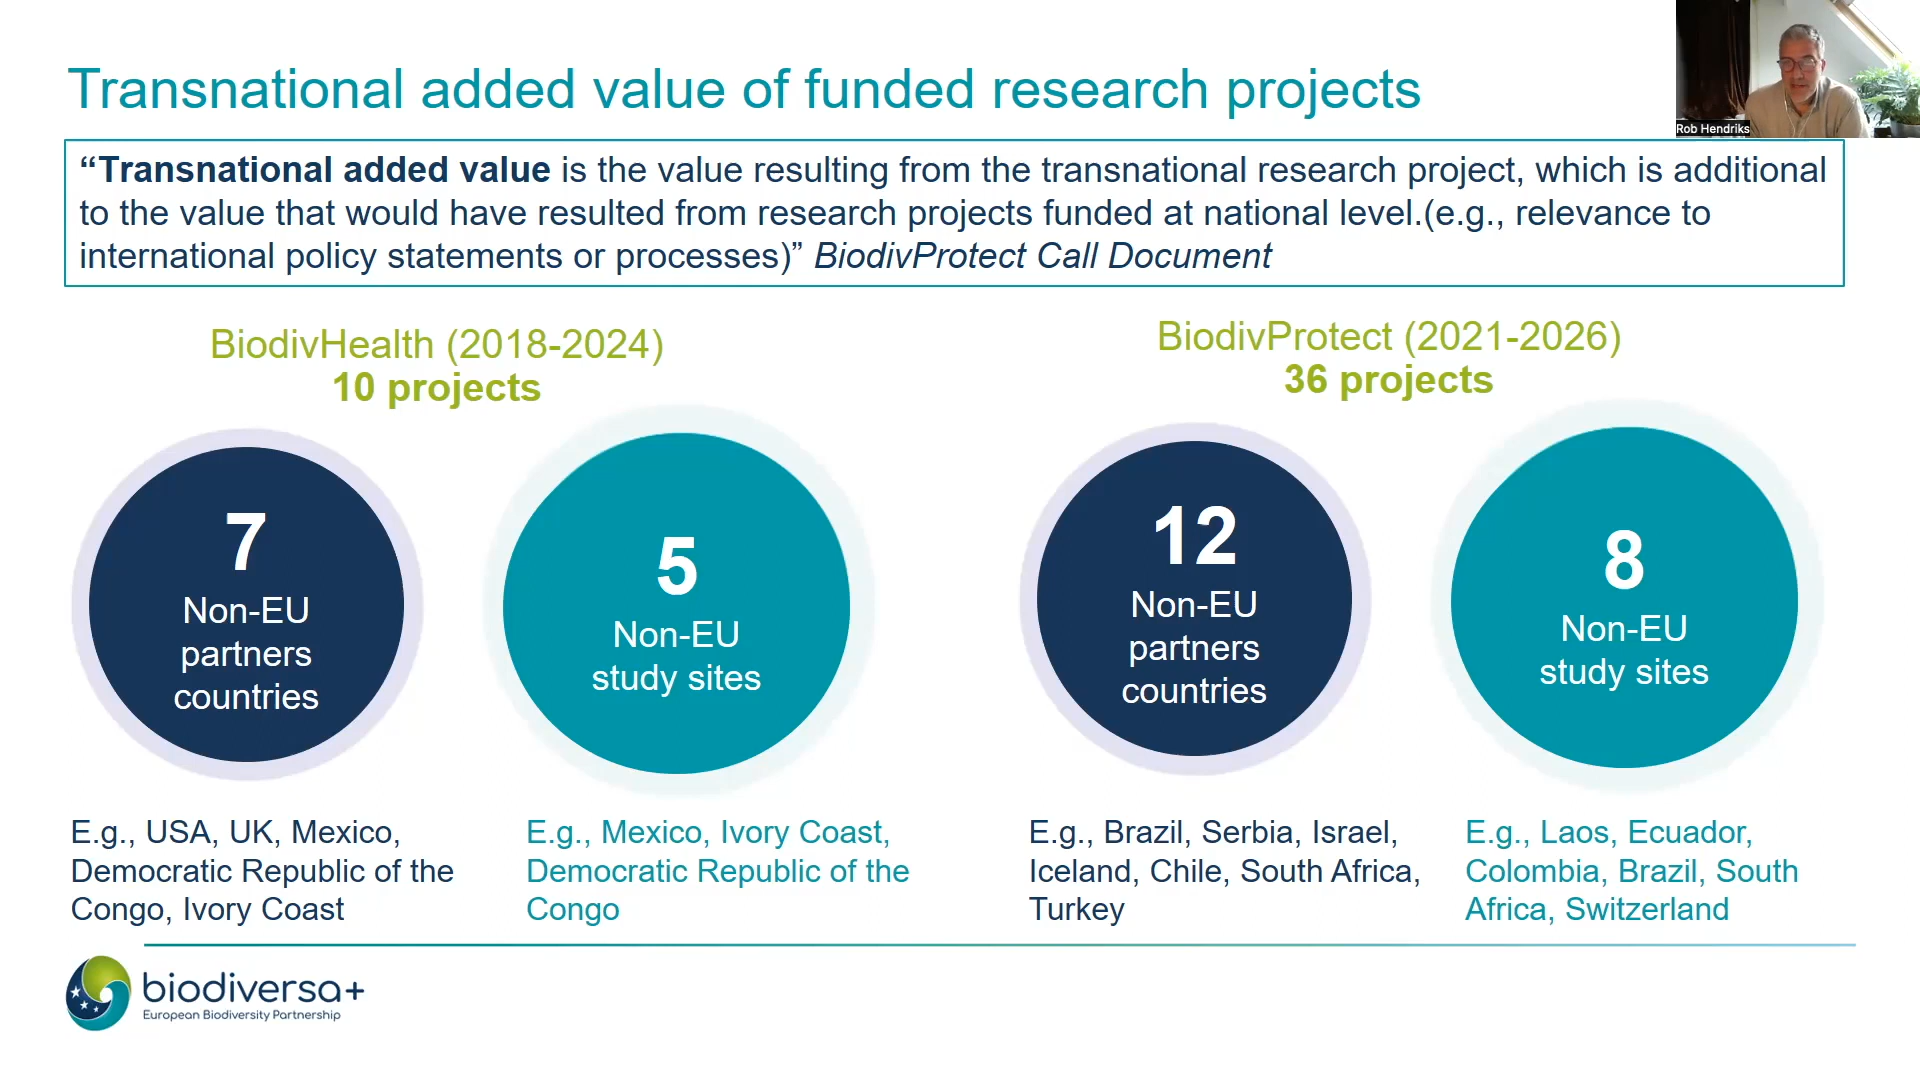 Transnational added value of funded research projects
Rob Hendriks
“Transnational added value is the value resulting from the transnational research project, which is additional
to the value that would have resulted from research projects funded at national level.(e.g., relevance to
international policy statements or processes)” BiodivProtect Call Document
BiodivHealth (2018-2024)
10 projects
7
Non-EU
partners
countries
E.g., USA, UK, Mexico,
Democratic Republic of the
Congo, Ivory Coast
5
Non-EU
study sites
E.g., Mexico, Ivory Coast,
Democratic Republic of the
Congo
BiodivProtect (2021-2026)
36 projects
12
Non-EU
partners
countries
E.g., Brazil, Serbia, Israel,
Iceland, Chile, South Africa,
Turkey
8
Non-EU
study sites
E.g., Laos, Ecuador,
Colombia, Brazil, South
Africa, Switzerland
biodiversa+
European Biodiversity Partnership